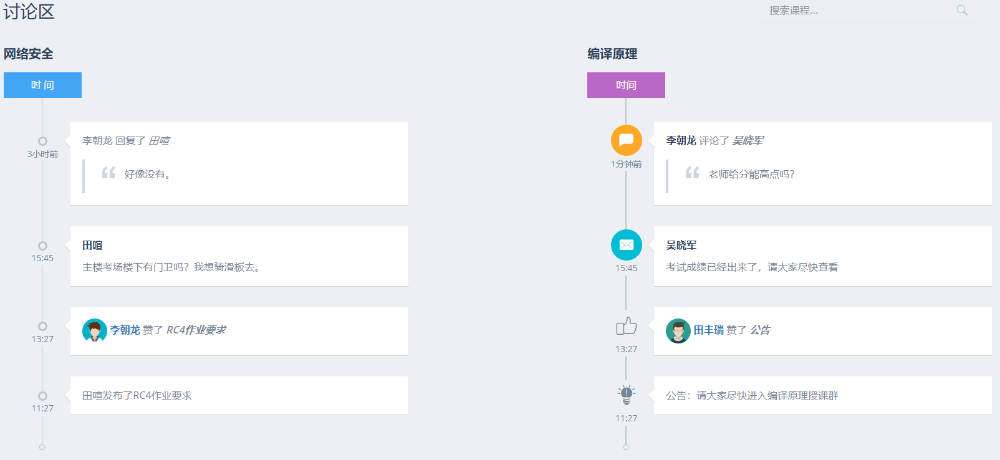 讨论区
搜索课程...
网络安全
时 间
3小时前
李朝龙 回复了 田喧
“ 好像没有。
15:45
田喧
主楼考场楼下有门卫吗？我想骑滑板去。
13:27
李朝龙 赞了 RC4作业要求
11:27
田喧发布了RC4作业要求
编译原理
时间
1分钟前
李朝龙 评论了 吴晓军
“ 老师给分能高点吗？
15:45
吴晓军
考试成绩已经出来了，请大家尽快查看
13:27
田丰瑞 赞了 公告
11:27
公告：请大家尽快进入编译原理授课群